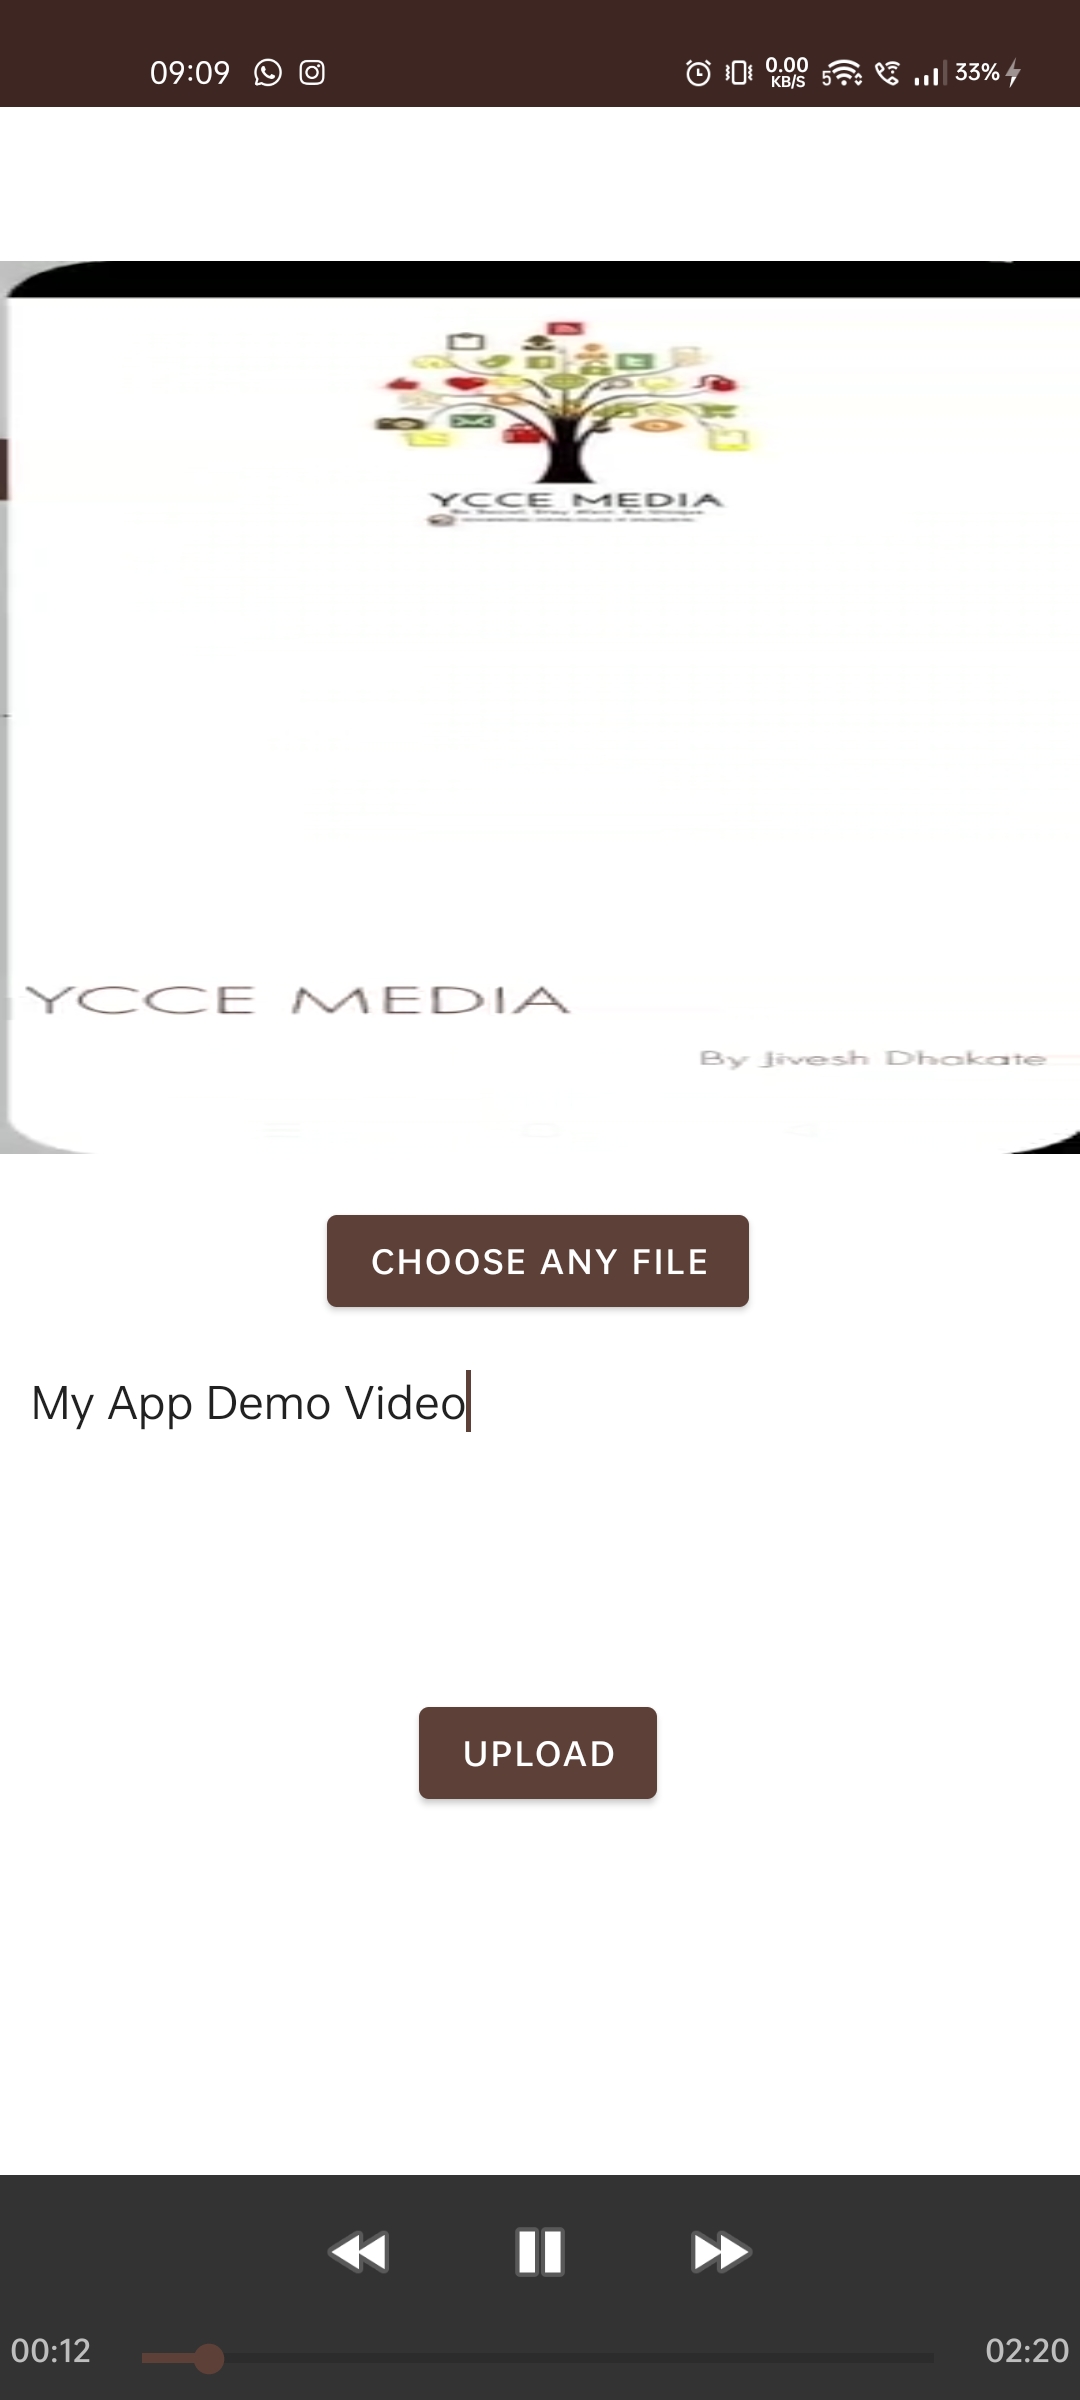 09:09
0.00
KB/S
5
33%
YCCE MEDIA
YCCE MEDIA
By Jivesh Dhakate
CHOOSE ANY FILE
My App Demo Video
UPLOAD
00:12
02:20